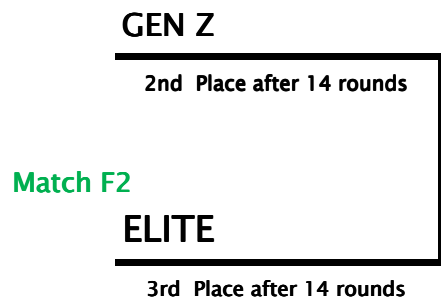 GEN Z
2nd Place after 14 rounds
Match F2
ELITE
3rd Place after 14 rounds